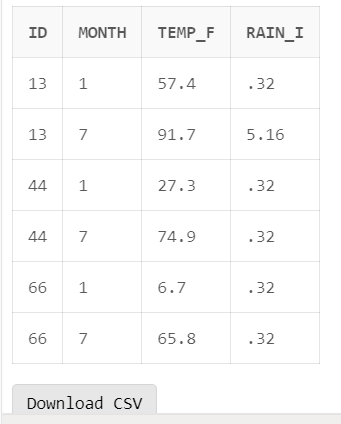 ID MONTH TEMP_F RAIN_I
13 1 57.4 .32
13 7 91.7 5.16
44 1 27.3 .32
44 7 74.9 .32
66 1 6.7 .32
66 7 65.8 .32
Download CSV